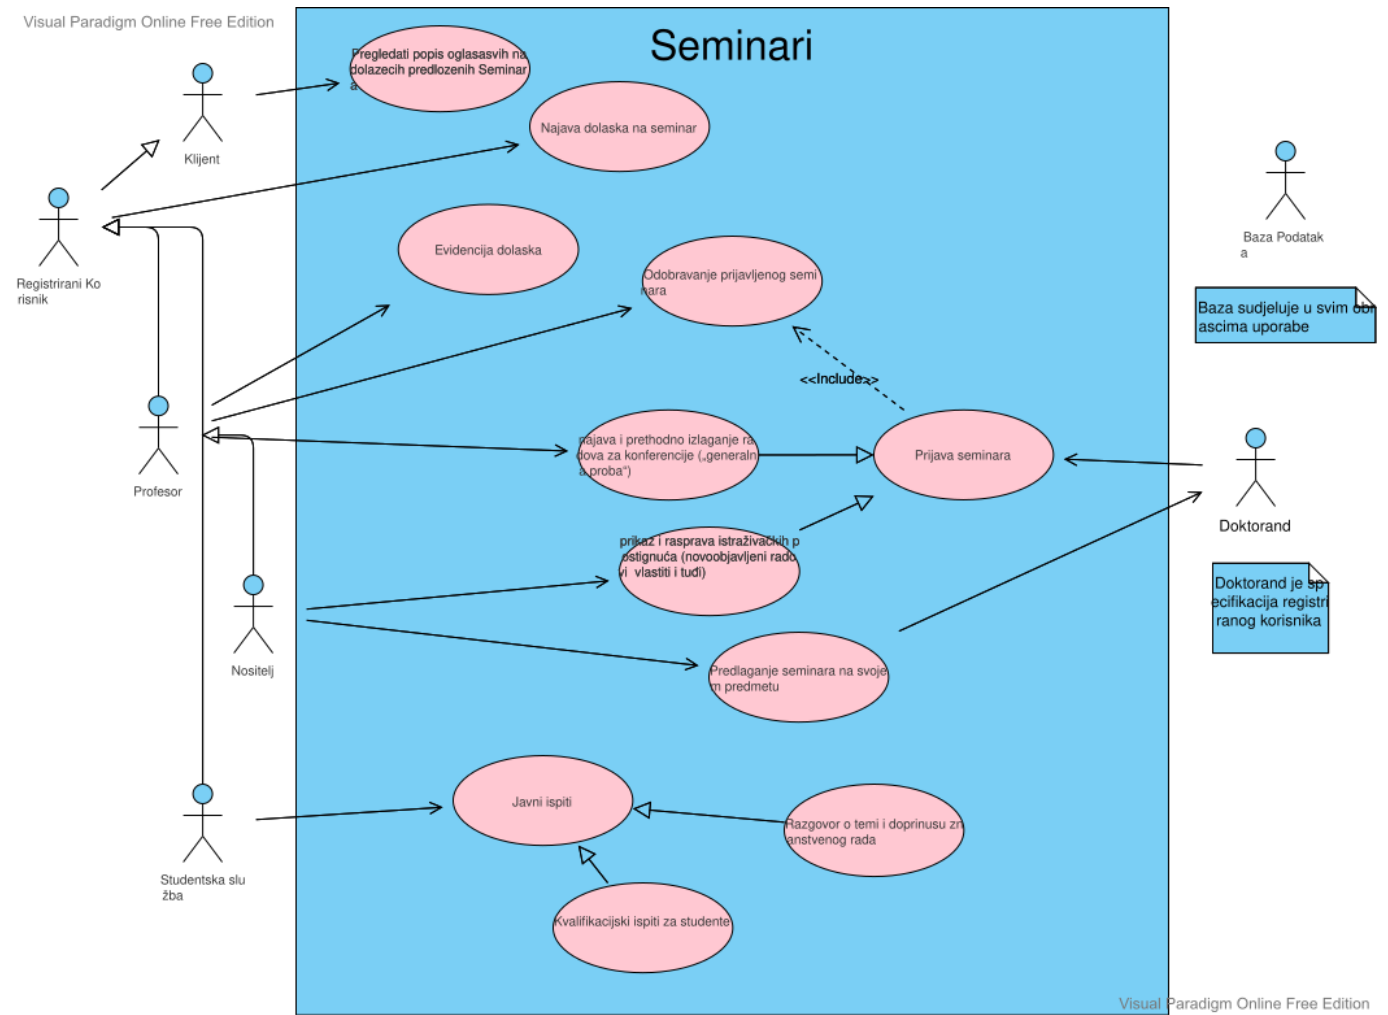 Visual Paradigm Online Free Edition
Seminari
Pregledati popis oglasasvih na
dolazecih predlozenih Seminar
a
Najava dolaska na seminar
Klijent
Registrirani Ko
risnik
Evidencija dolaska
Odobravanje prijavljenog semi
nara
Baza Podatak
a
Baza sudjeluje u svim obr
ascima uporabe
<<Include>>
najava i prethodno izlaganje ra
dova za konferencije („generaln
a proba“)
Prijava seminara
Profesor
Doktorand
prikaz i rasprava istraživačkih p
ostignuća (novoobjavljeni rado
vi  vlastiti i tuđi)
Doktorand je sp
ecifikacija registri
ranog korisnika
Nositelj
Predlaganje seminara na svoje
m predmetu
Javni ispiti
Razgovor o temi i doprinusu zn
anstvenog rada
Studentska slu
žba
Kvalifikacijski ispiti za studente
Visual Paradigm Online Free Edition